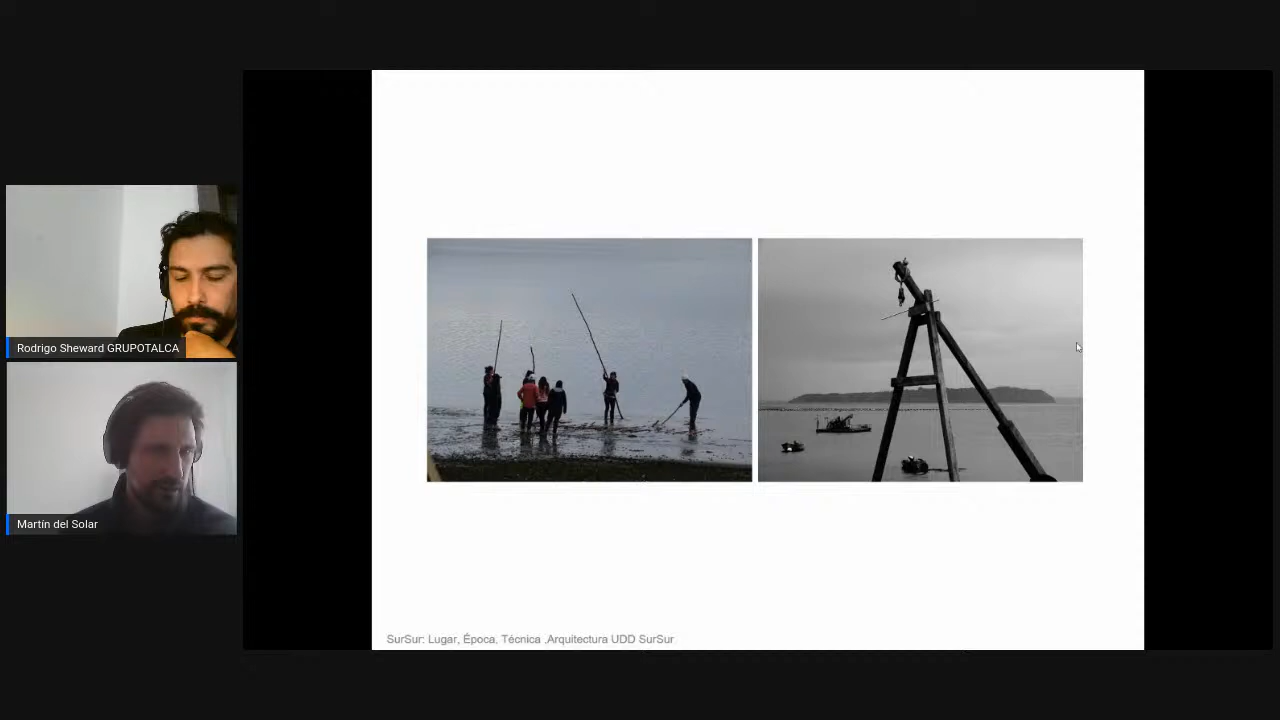 Rodrigo Sheward GRUPOTALCA
Martín del Solar
SurSur: Lugar, Época, Técnica ,Arquitectura UDD SurSur